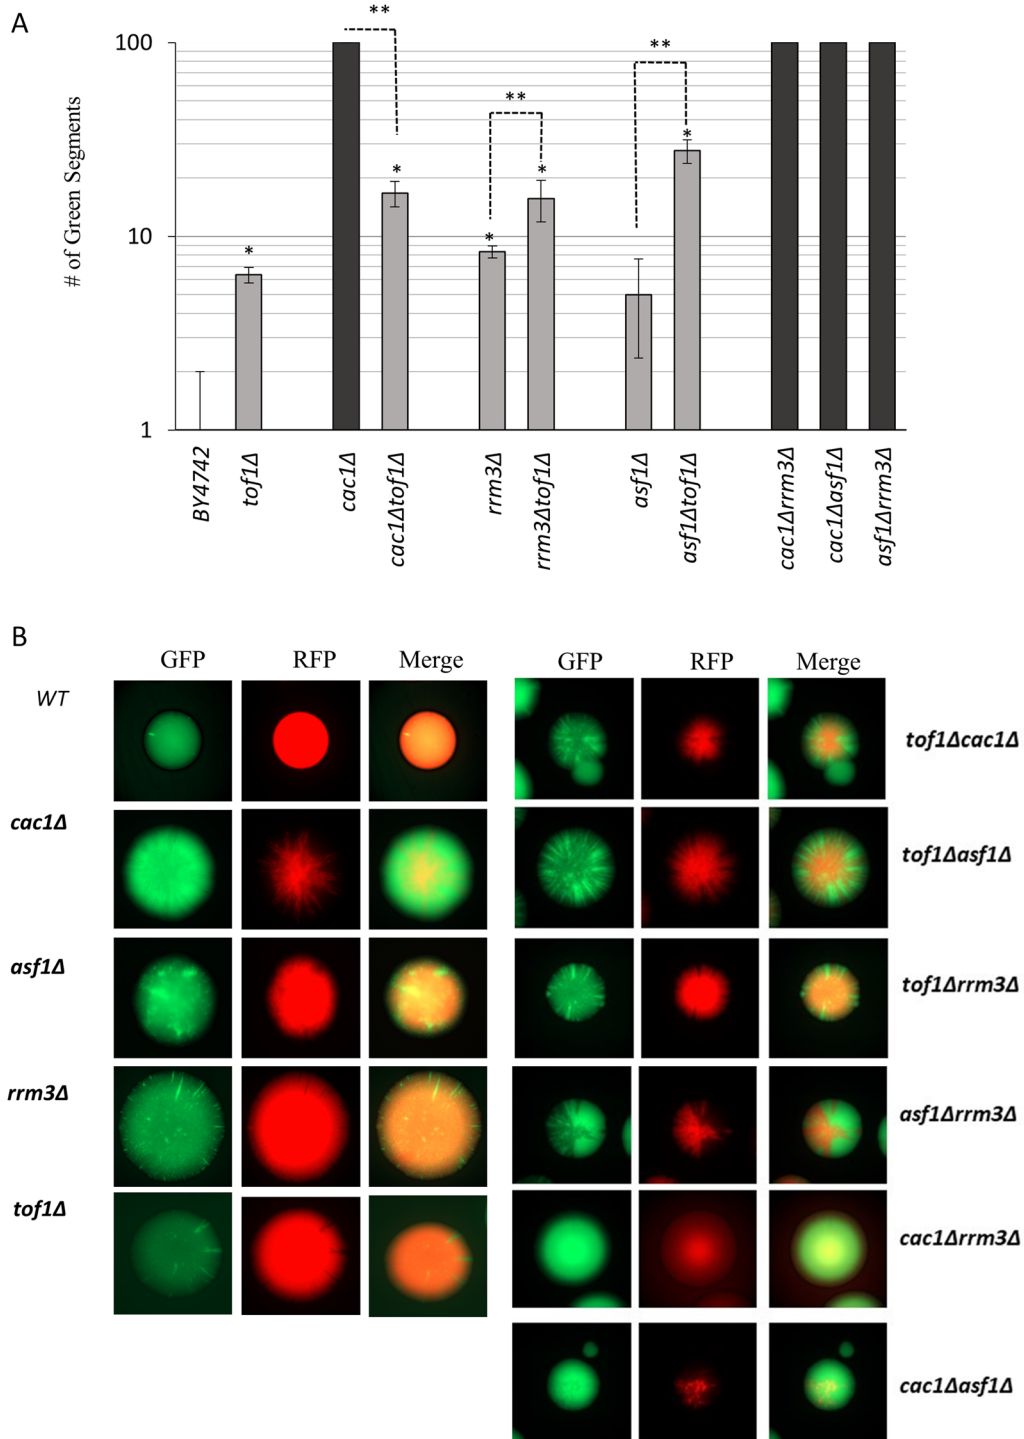 A
**
100
**
**
*
*
*
*
*
# of Green Segments
10
1
BY4742
tof1Δ
cac1Δ
cac1Δtof1Δ
rrm3Δ
rrm3Δtof1Δ
asf1Δ
asf1Δtof1Δ
cac1Δrrm3Δ
cac1Δasf1Δ
asf1Δrrm3Δ
B
GFP RFP Merge GFP RFP Merge
WT
tof1Δcac1Δ
cac1Δ
tof1Δasf1Δ
asf1Δ
tof1Δrrm3Δ
rrm3Δ
asf1Δrrm3Δ
tof1Δ
cac1Δrrm3Δ
cac1Δasf1Δ